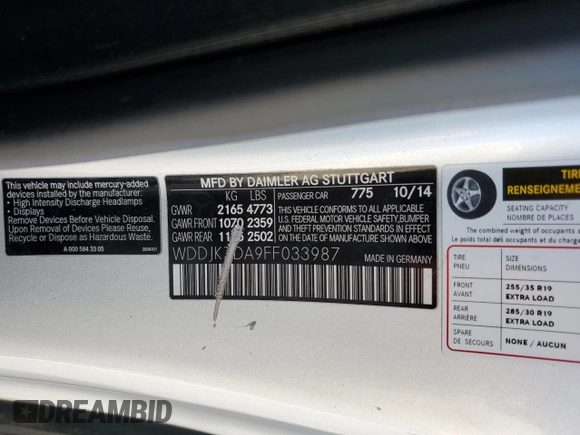 This vehicle may include mercury-added
devices installed by the manufacturer:
• High Intensity Discharge Headlamps
• Displays
Remove Devices Before Vehicle Disposal.
Upon Removal of Devices Please Reuse,
Recycle or Dispose as Hazardous Waste.
A 000 584 33 05
MFD BY DAIMLER AG STUTTGART
KG LBS
PASSENGER CAR 775 10/14
GVWR 2165 4773
GAWR FRONT 1070 2359
GAWR REAR 2502
THIS VEHICLE CONFORMS TO ALL APPLICABLE
U.S. FEDERAL MOTOR VEHICLE SAFETY, BUMPER
AND THEFT PREVENTION STANDARDS IN EFFECT
ON THE DATE OF MANUFACTURE SHOWN ABOVE.
MADE IN GERMANY
TIRE
RENSEIGNEMEN
SEATING CAPACITY
NOMBRE DE PLACES
The combined weight of occupants a
Le poids total des occupants et du
TIRE
PNEU
DIMENSIONS
FRONT
AVANT
255/35 R19
EXTRA LOAD
REAR
ARRIÈRE
285/30 R19
EXTRA LOAD
SPARE
DE SECOURS
NONE / AUCUN
DREAMBID